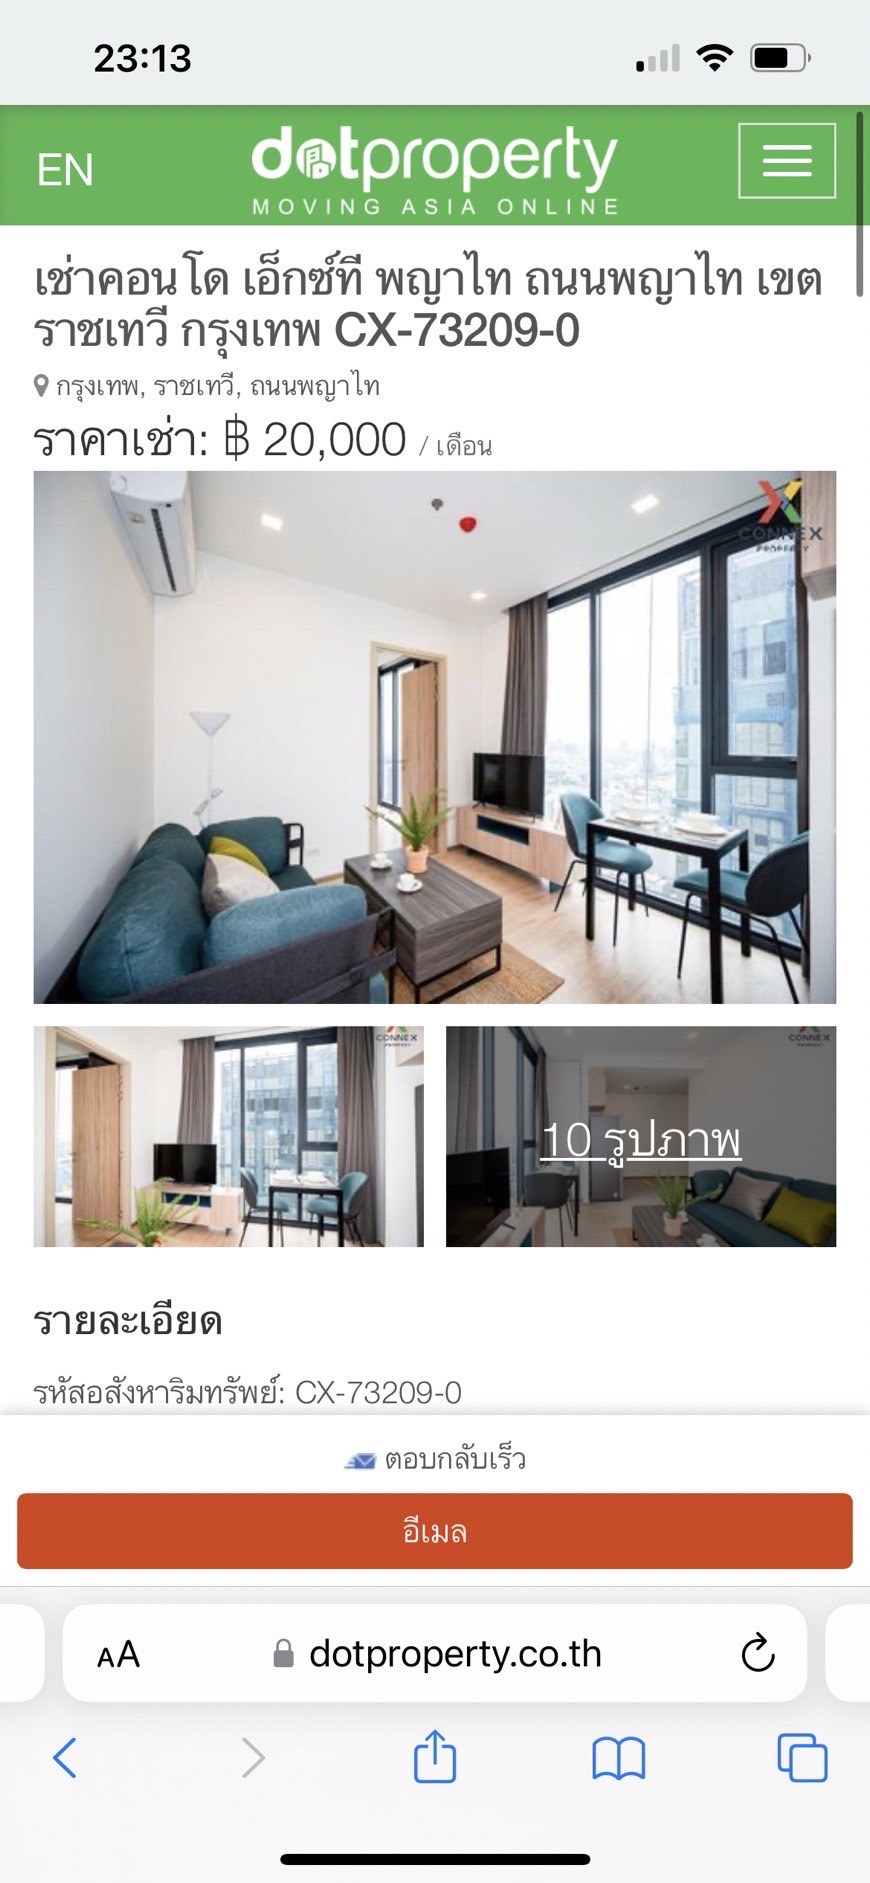 23:13
EN
dotproperty
MOVING ASIA ONLINE
เช่าคอนโด เอ็กซ์ที พญาไท ถนนพญาไท เขต
ราชเทวี กรุงเทพ CX-73209-0
กรุงเทพ, ราชเทวี, ถนนพญาไท
ราคาเช่า: ฿ 20,000 / เดือน
CONNEX
PROPERTY
CONNEX
PROPERTY
CONNEX
PROPERTY
10 รูปภาพ
รายละเอียด
รหัสอสังหาริมทรัพย์: CX-73209-0
ตอบกลับเร็ว
อีเมล
AA
dotproperty.co.th